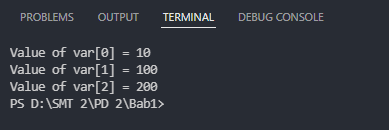 PROBLEMS OUTPUT TERMINAL DEBUG CONSOLE
Value of var[0] = 10
Value of var[1] = 100
Value of var[2] = 200
PS D:\SMT 2\PD 2\Bab1>